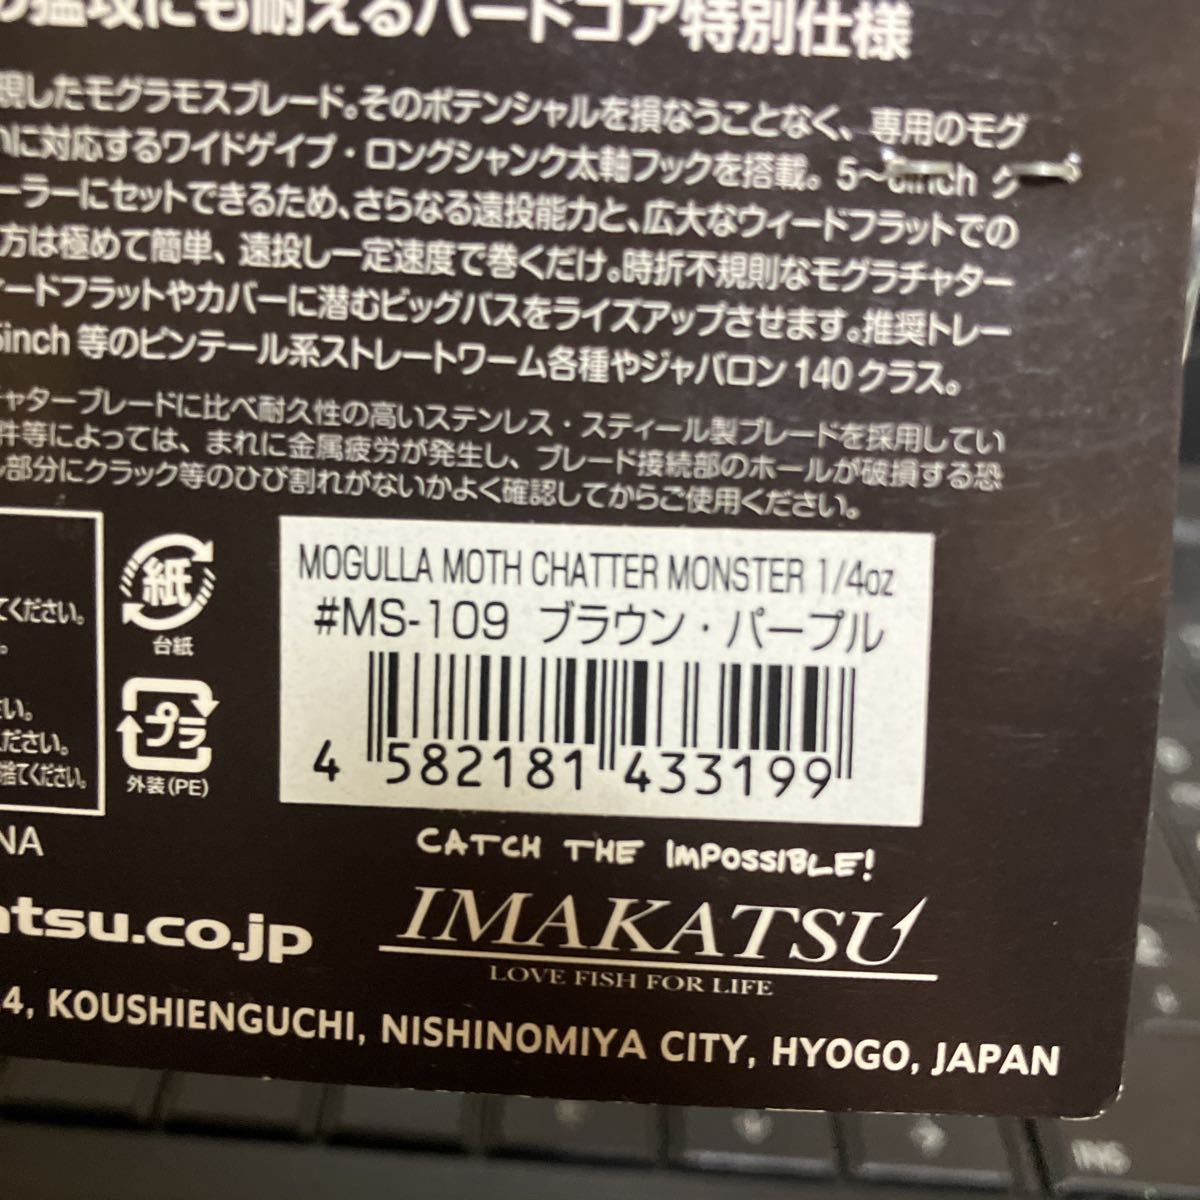 猛攻にも耐えるハードコア特別仕様
現したモグラモスブレード。そのポテンシャルを損なうことなく、専用のモグ
に対応するワイドゲイプ・ロングシャンク太軸フックを搭載。5〜6inch ク
ーラーにセットできるため、さらなる遠投能力と、広大なウィードフラットでの
方は極めて簡単、遠投し一定速度で巻くだけ。時折不規則なモグラチャター
ィードフラットやカバーに潜むビッグバスをライズアップさせます。推奨トレー
5inch 等のピンテール系ストレートワーム各種やジャバロン140クラス。
チャターブレードに比べ耐久性の高いステンレス・スティール製ブレードを採用してい
件等によっては、まれに金属疲労が発生し、ブレード接続部のホールが破損する恐
ル部分にクラック等のひび割れがないかよく確認してからご使用ください。
てください。
紙
台紙
い。
ださい。
捨てください。
プラ
外装(PE)
MOGULLA MOTH CHATTER MONSTER 1/4oz
#MS-109 ブラウン・パープル
4 582181 433199
NA
CATCH THE IMPOSSIBLE!
atsu.co.jp
IMAKATSU
LOVE FISH FOR LIFE
4, KOUSHIENGUCHI, NISHINOMIYA CITY, HYOGO, JAPAN
INS